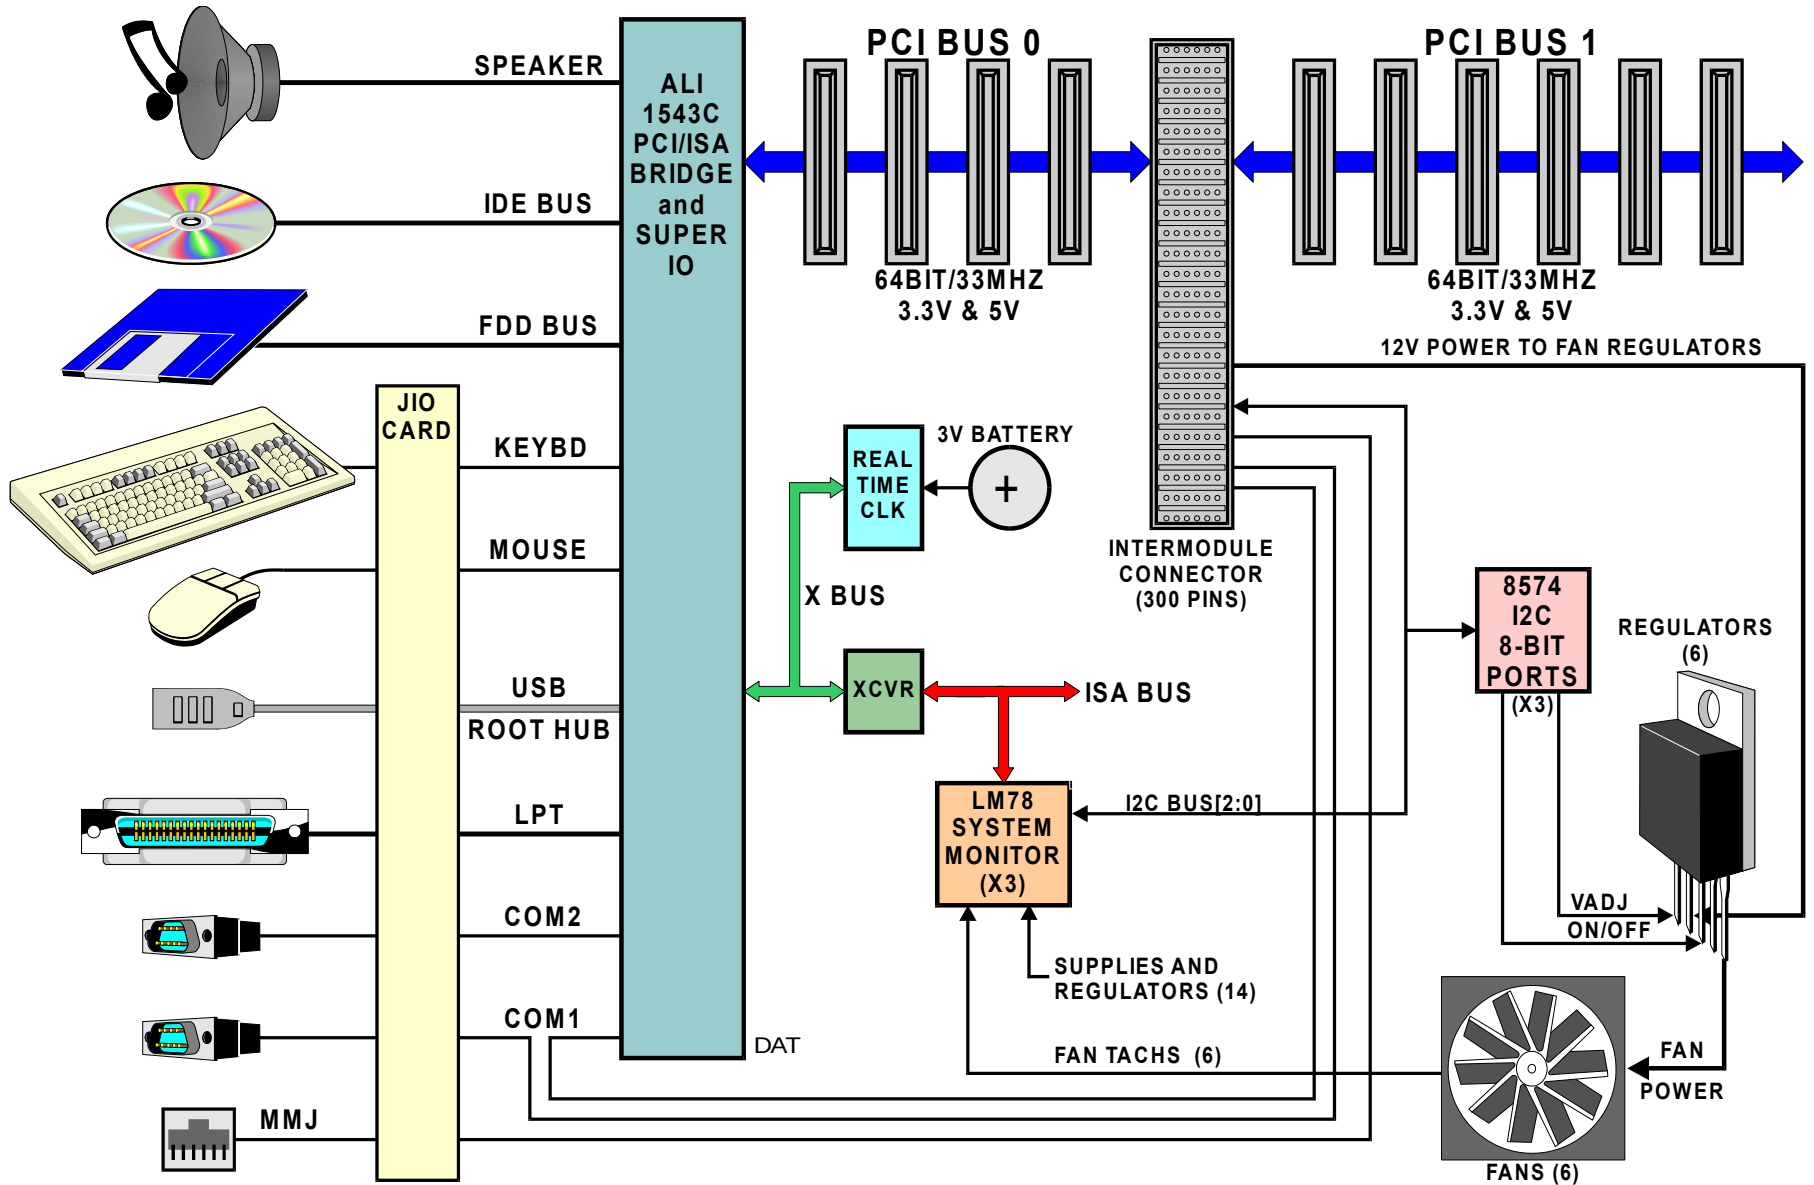 SPEAKER
IDE BUS
FDD BUS
JIO
CARD
KEYBD
MOUSE
USB
ROOT HUB
LPT
COM2
COM1
MMJ
ALI
1543C
PCI/ISA
BRIDGE
and
SUPER
IO
DAT
PCI BUS 0
64BIT/33MHZ
3.3V & 5V
PCI BUS 1
64BIT/33MHZ
3.3V & 5V
12V POWER TO FAN REGULATORS
3V BATTERY
+
REAL
TIME
CLK
X BUS
XCVR
ISA BUS
INTERMODULE
CONNECTOR
(300 PINS)
8574
I2C
8-BIT
PORTS
(X3)
REGULATORS
(6)
LM78
SYSTEM
MONITOR
(X3)
I2C BUS[2:0]
VADJ
ON/OFF
SUPPLIES AND
REGULATORS (14)
FAN TACHS (6)
FAN
POWER
FANS (6)